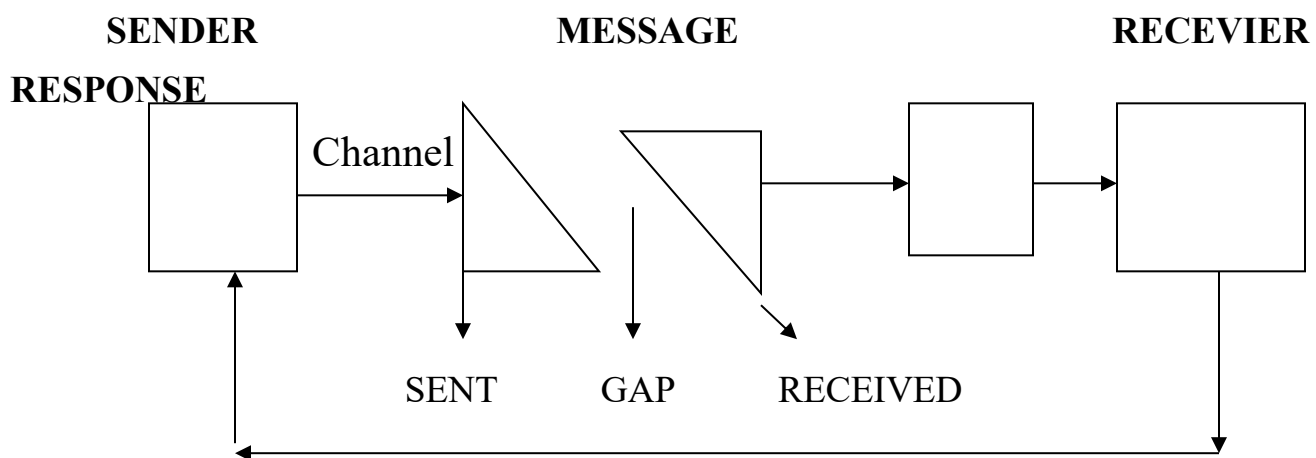 SENDER MESSAGE RECEVIER
RESPONSE
Channel
SENT GAP RECEIVED